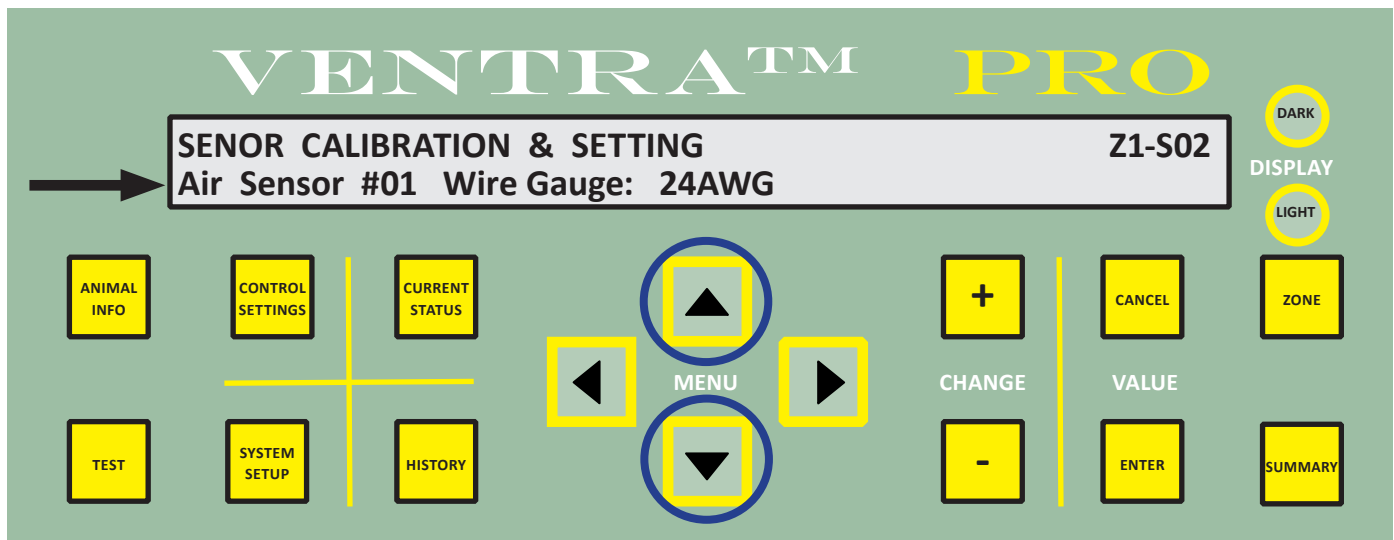 VENTRA™ PRO
DARK
SENOR CALIBRATION & SETTING Z1-S02
Air Sensor #01 Wire Gauge: 24AWG
DISPLAY
LIGHT
ANIMAL
INFO
CONTROL
SETTINGS
CURRENT
STATUS
+
CANCEL
ZONE
MENU
CHANGE
VALUE
TEST
SYSTEM
SETUP
HISTORY
-
ENTER
SUMMARY